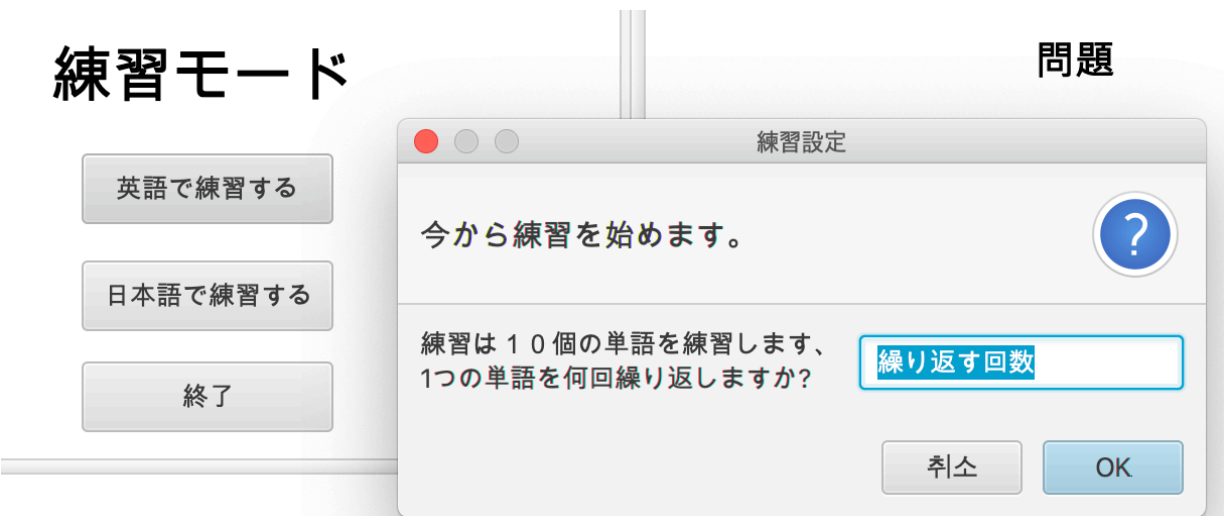 練習モード
問題
英語で練習する
日本語で練習する
終了
練習設定
今から練習を始めます。
?
練習は１０個の単語を練習します、
1つの単語を何回繰り返しますか?
繰り返す回数
취소
OK